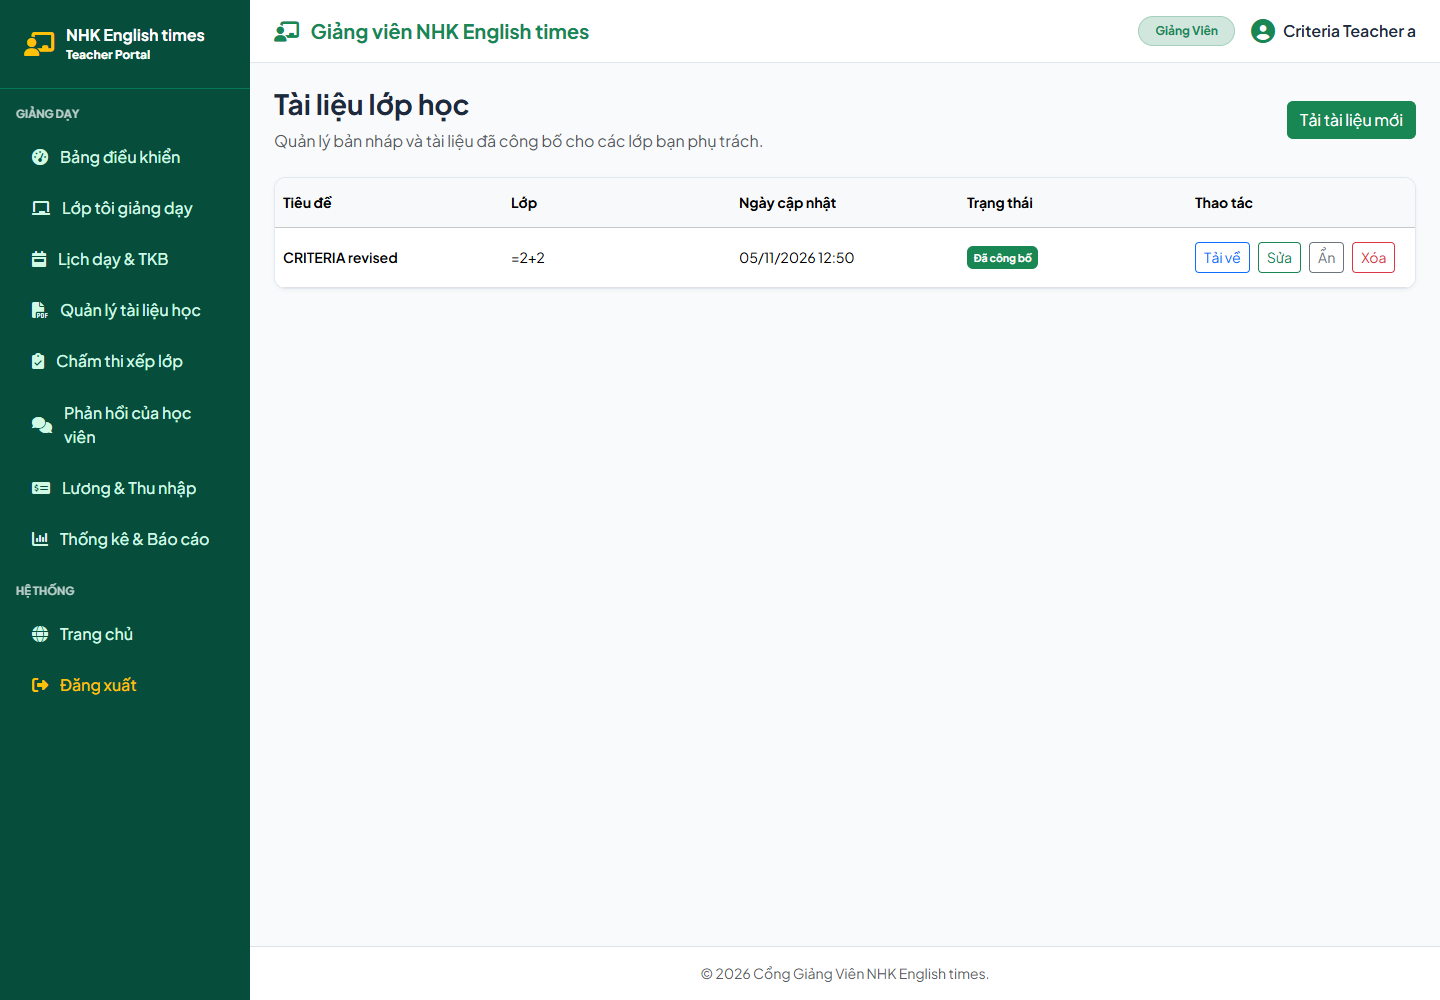 NHK English times
Teacher Portal
GIẢNG DẠY
Bảng điều khiển
Lớp tôi giảng dạy
Lịch dạy & TKB
Quản lý tài liệu học
Chấm thi xếp lớp
Phản hồi của học
viên
Lương & Thu nhập
Thống kê & Báo cáo
HỆ THỐNG
Trang chủ
Đăng xuất
Giảng viên NHK English times
Giảng Viên
Criteria Teacher a
Tài liệu lớp học
Quản lý bản nháp và tài liệu đã công bố cho các lớp bạn phụ trách.
Tải tài liệu mới
Tiêu đề Lớp Ngày cập nhật Trạng thái Thao tác
CRITERIA revised =2+2 05/11/2026 12:50 Đã công bố Tải về Sửa Ẩn Xóa
© 2026 Cổng Giảng Viên NHK English times.